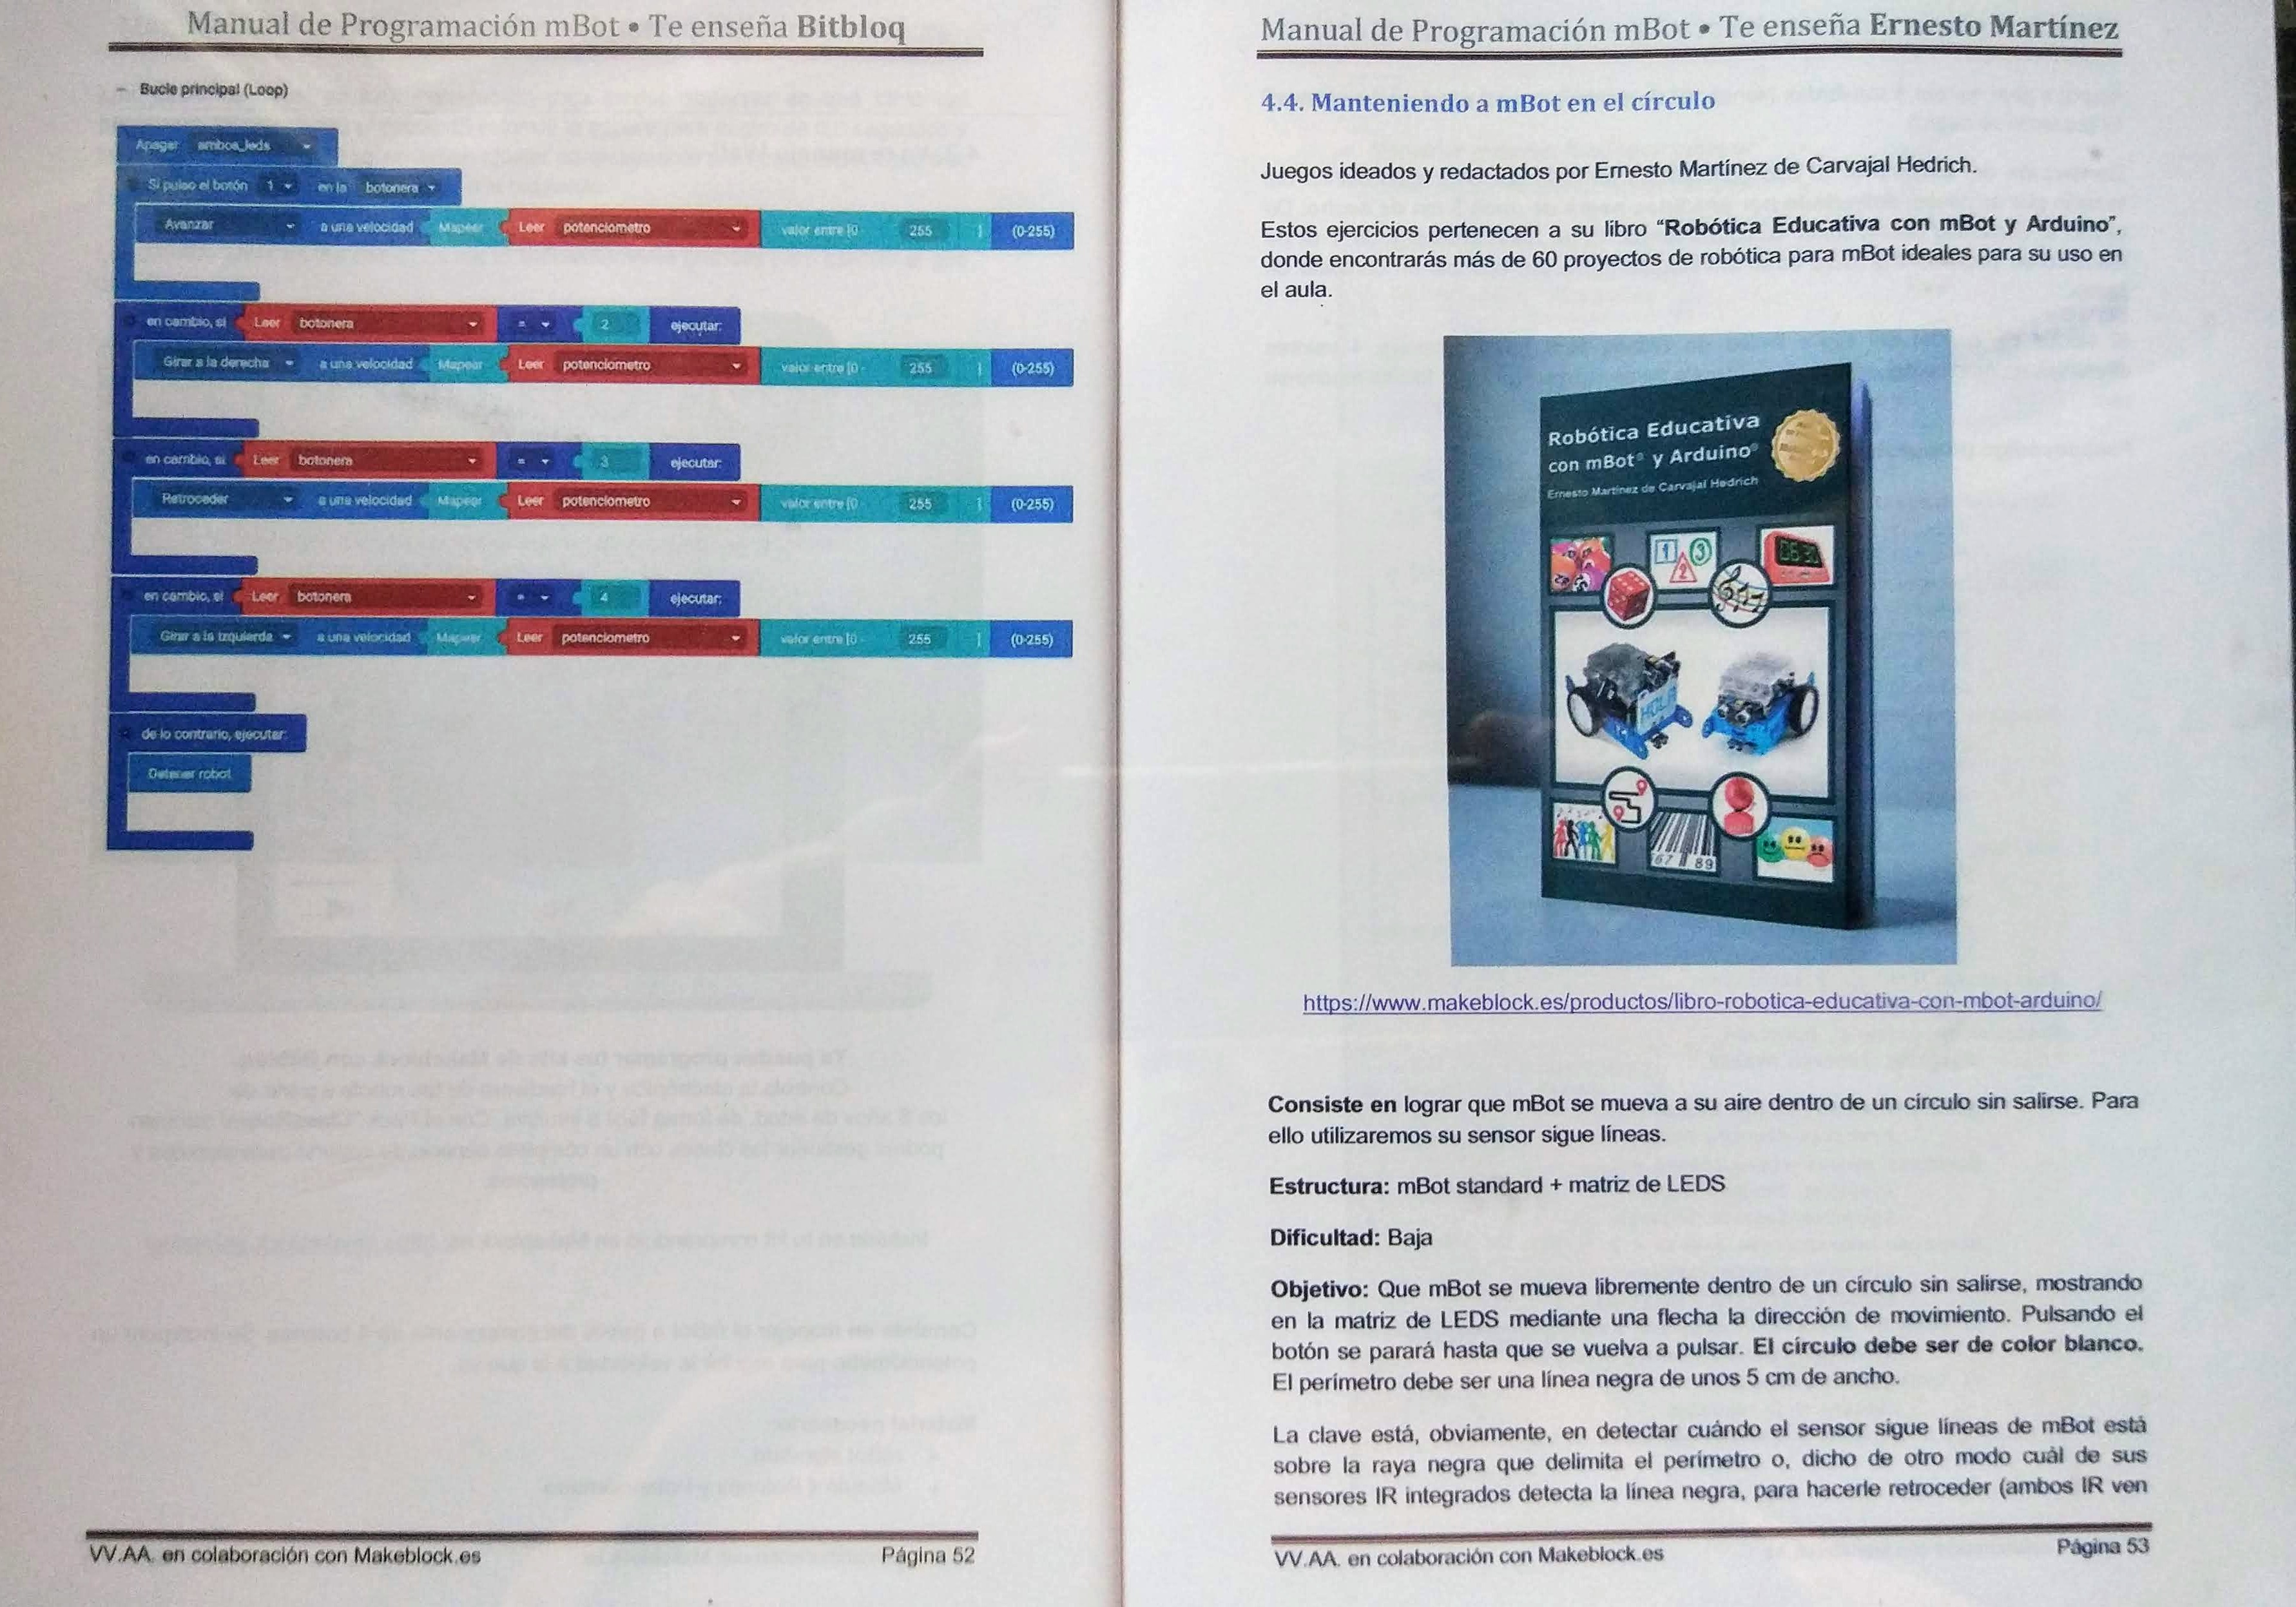 Manual de Programación mBot • Te enseña Bitbloq
– Bucle principal (Loop)
Apagar ambos_leds
Si pulso el botón 1 en la botonera
Avanzar a una velocidad Mapear Leer potenciometro valor entre [0 - 255 ] (0-255)
en cambio, si Leer botonera = 2 ejecutar:
Girar a la derecha a una velocidad Mapear Leer potenciometro valor entre [0 - 255 ] (0-255)
en cambio, si Leer botonera = 3 ejecutar:
Retroceder a una velocidad Mapear Leer potenciometro valor entre [0 - 255 ] (0-255)
en cambio, si Leer botonera = 4 ejecutar:
Girar a la izquierda a una velocidad Mapear Leer potenciometro valor entre [0 - 255 ] (0-255)
de lo contrario, ejecutar:
Detener robot
VV.AA. en colaboración con Makeblock.es Página 52
Manual de Programación mBot • Te enseña Ernesto Martínez
4.4. Manteniendo a mBot en el círculo
Juegos ideados y redactados por Ernesto Martínez de Carvajal Hedrich.
Estos ejercicios pertenecen a su libro “Robótica Educativa con mBot y Arduino”,
donde encontrarás más de 60 proyectos de robótica para mBot ideales para su uso en
el aula.
Robótica Educativa
con mBot® y Arduino®
Ernesto Martínez de Carvajal Hedrich
1 3
2
06:30
HOLA
67 89
https://www.makeblock.es/productos/libro-robotica-educativa-con-mbot-arduino/
Consiste en lograr que mBot se mueva a su aire dentro de un círculo sin salirse. Para
ello utilizaremos su sensor sigue líneas.
Estructura: mBot standard + matriz de LEDS
Dificultad: Baja
Objetivo: Que mBot se mueva libremente dentro de un círculo sin salirse, mostrando
en la matriz de LEDS mediante una flecha la dirección de movimiento. Pulsando el
botón se parará hasta que se vuelva a pulsar. El círculo debe ser de color blanco.
El perímetro debe ser una línea negra de unos 5 cm de ancho.
La clave está, obviamente, en detectar cuándo el sensor sigue líneas de mBot está
sobre la raya negra que delimita el perímetro o, dicho de otro modo cuál de sus
sensores IR integrados detecta la línea negra, para hacerle retroceder (ambos IR ven
VV.AA. en colaboración con Makeblock.es Página 53